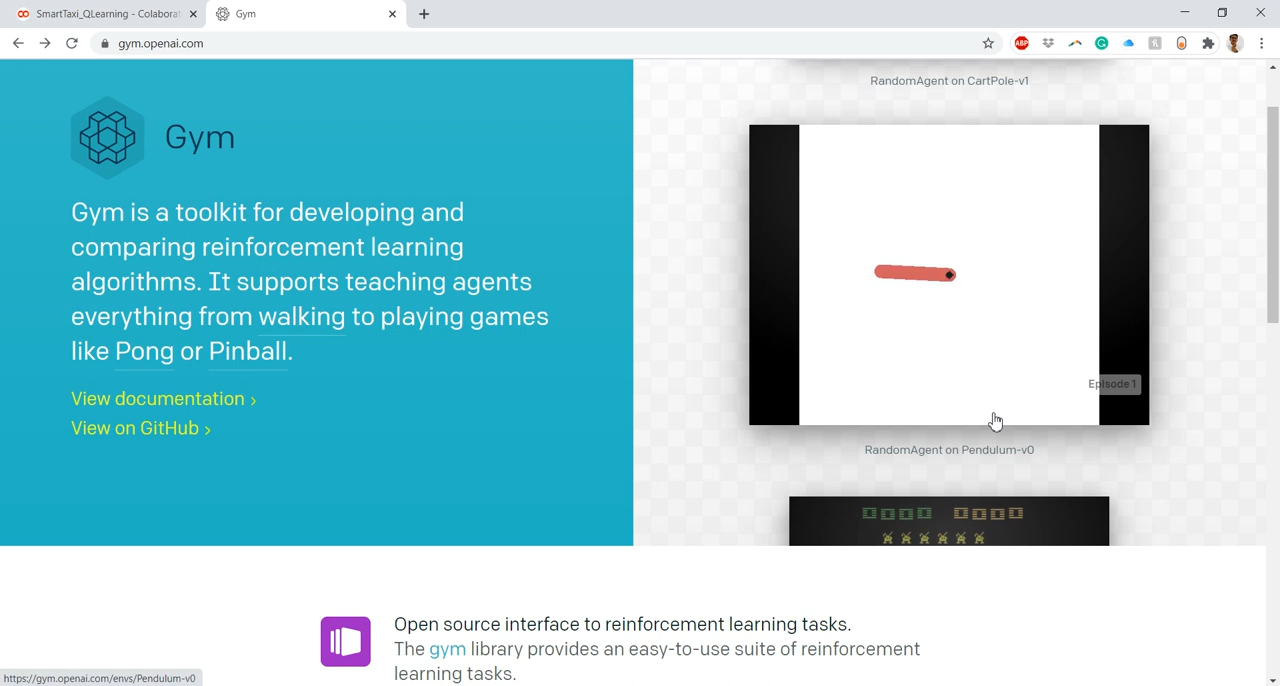 SmartTaxi_QLearning - Colaborat
Gym
gym.openai.com
ABP
RandomAgent on CartPole-v1
Gym
Gym is a toolkit for developing and
comparing reinforcement learning
algorithms. It supports teaching agents
everything from walking to playing games
like Pong or Pinball.
View documentation ›
View on GitHub ›
Episode 1
RandomAgent on Pendulum-v0
Open source interface to reinforcement learning tasks.
The gym library provides an easy-to-use suite of reinforcement
learning tasks.
https://gym.openai.com/envs/Pendulum-v0